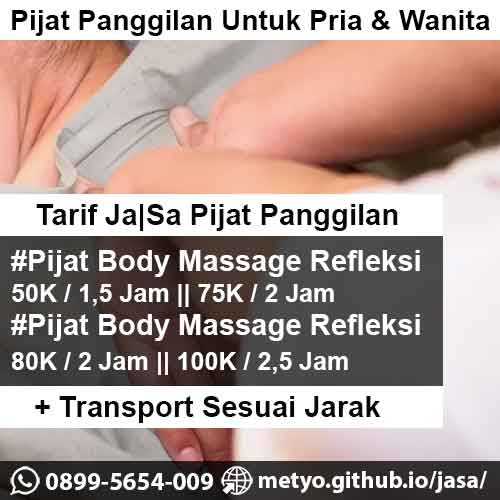 Pijat Panggilan Untuk Pria & Wanita
Tarif Ja|Sa Pijat Panggilan
#Pijat Body Massage Refleksi
50K / 1,5 Jam || 75K / 2 Jam
#Pijat Body Massage Refleksi
80K / 2 Jam || 100K / 2,5 Jam
+ Transport Sesuai Jarak
0899-5654-009 metyo.github.io/jasa/